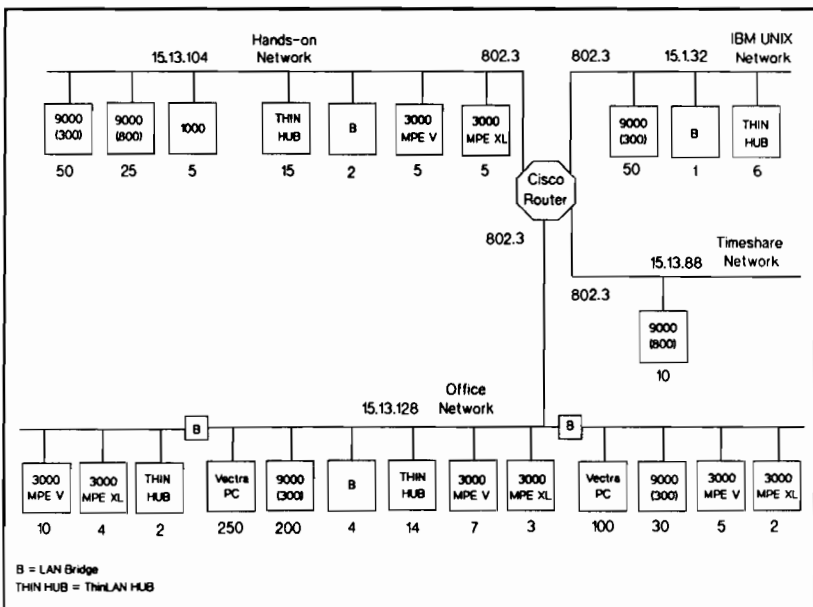 Hands-on
Network
15.13.104
802.3
9000
(300)
50
9000
(800)
25
1000
5
THIN
HUB
15
B
2
3000
MPE V
5
3000
MPE XL
5
802.3
15.1.32
IBM UNIX
Network
9000
(300)
50
B
1
THIN
HUB
6
Cisco
Router
802.3
Timeshare
Network
15.13.88
802.3
9000
(800)
10
Office
Network
15.13.128
B
B
3000
MPE V
10
3000
MPE XL
4
THIN
HUB
2
Vectra
PC
250
9000
(300)
200
B
4
THIN
HUB
14
3000
MPE V
7
3000
MPE XL
3
Vectra
PC
100
9000
(300)
30
3000
MPE V
5
3000
MPE XL
2
B = LAN Bridge
THIN HUB = ThinLAN HUB